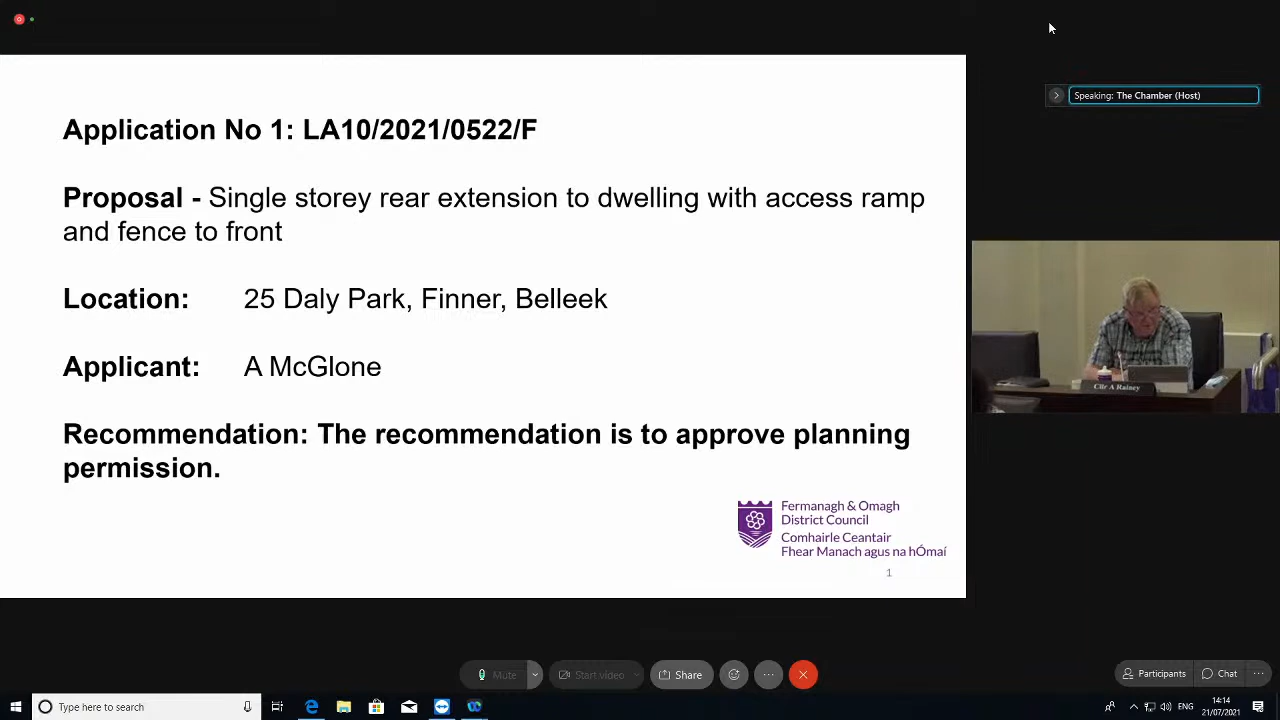 Speaking: The Chamber (Host)
Application No 1: LA10/2021/0522/F
Proposal - Single storey rear extension to dwelling with access ramp
and fence to front
Location: 25 Daly Park, Finner, Belleek
Applicant: A McGlone
Recommendation: The recommendation is to approve planning
permission.
Cllr A Rainey
Fermanagh & Omagh
District Council
Comhairle Ceantair
Fhear Manach agus na hÓmaí
1
Mute
Start video
Share
Participants
Chat
Type here to search
14:14
21/07/2021